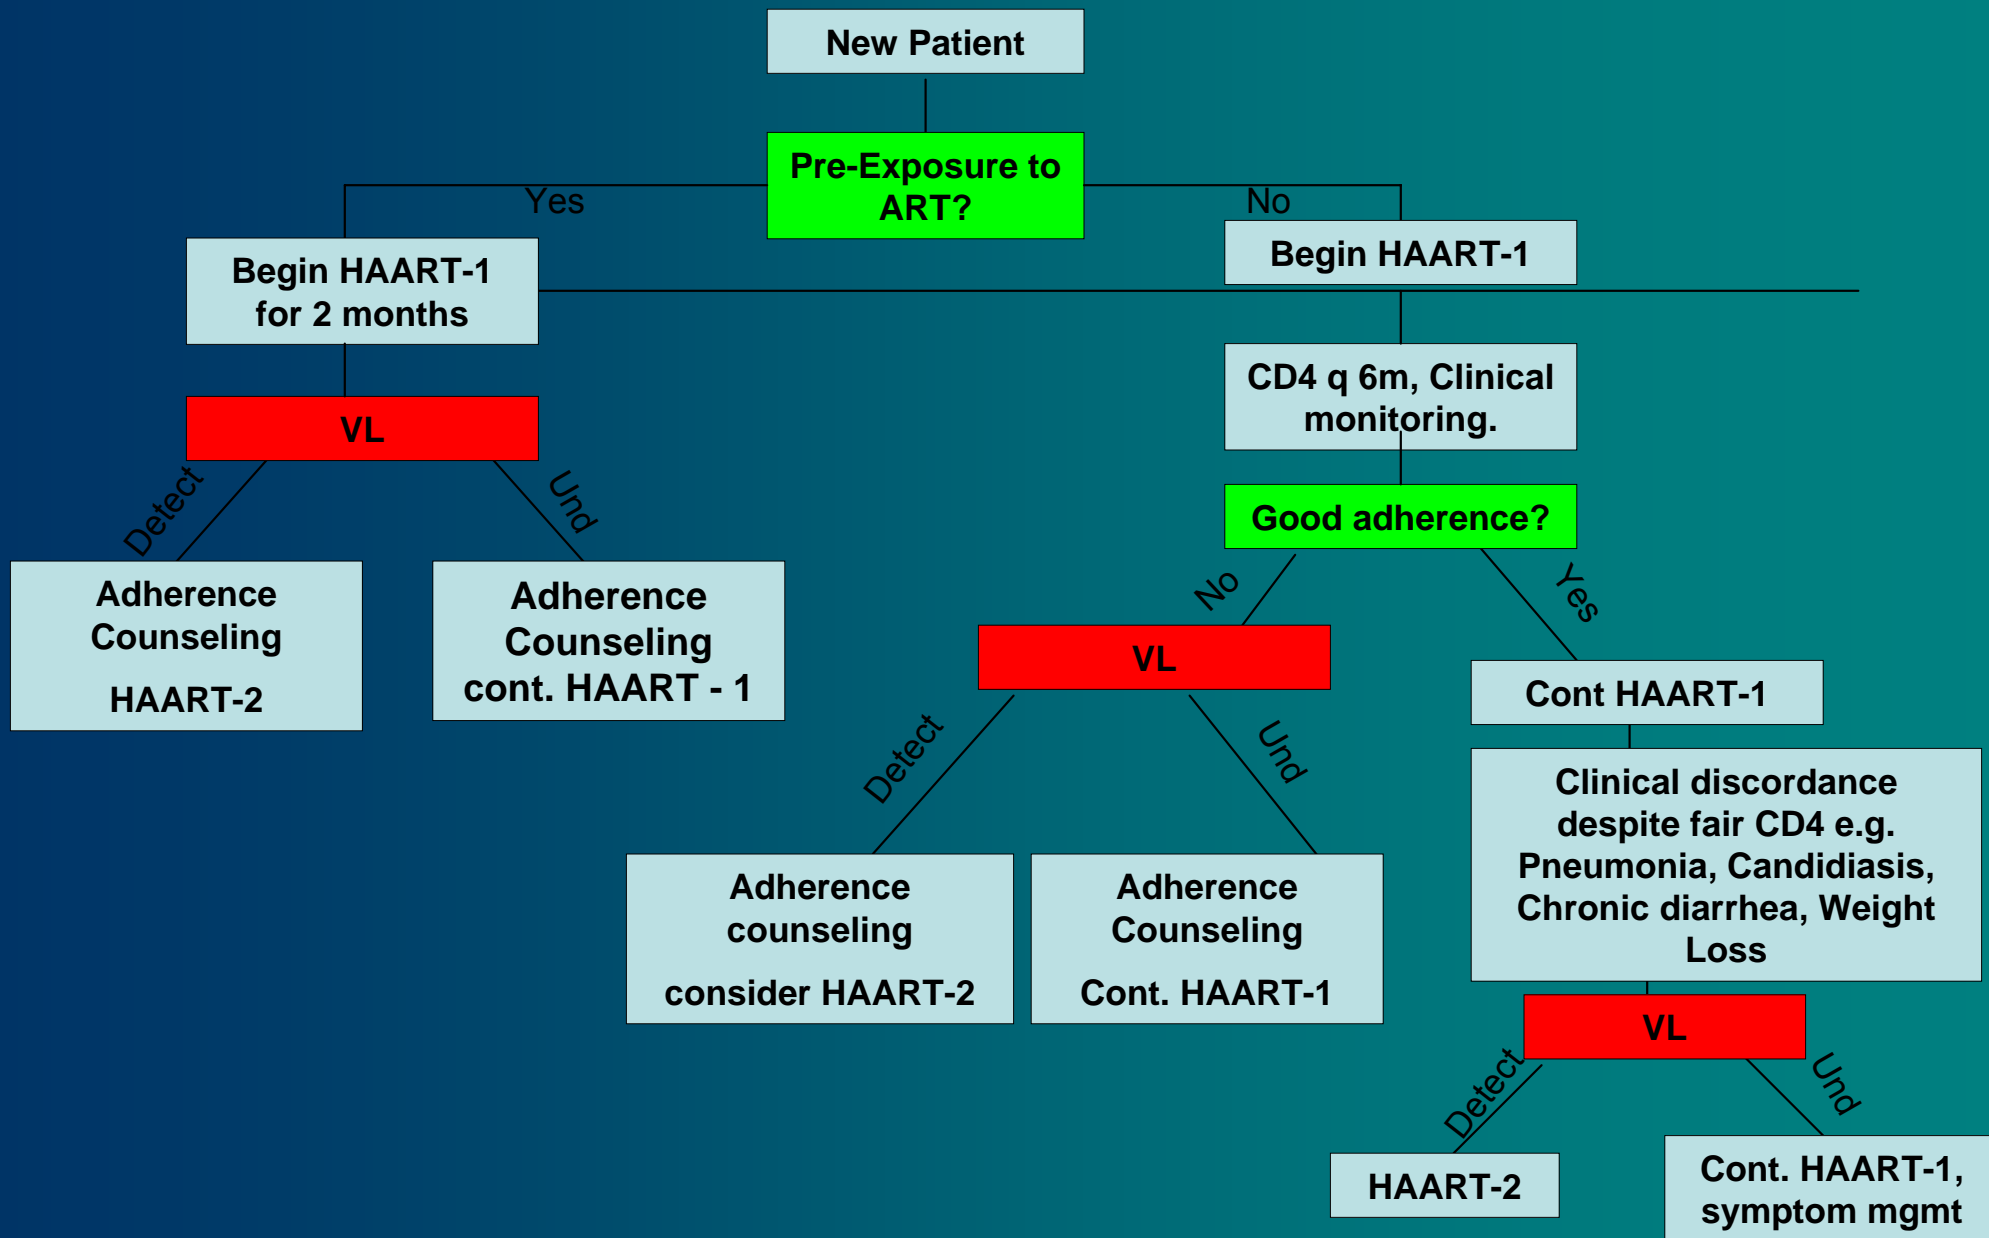 New Patient
Pre-Exposure to
ART?
Yes
No
Begin HAART-1
for 2 months
Begin HAART-1
VL
Detect
Und
Adherence
Counseling
HAART-2
Adherence
Counseling
cont. HAART - 1
CD4 q 6m, Clinical
monitoring.
Good adherence?
No
Yes
VL
Detect
Und
Adherence
counseling
consider HAART-2
Adherence
Counseling
Cont. HAART-1
Cont HAART-1
Clinical discordance
despite fair CD4 e.g.
Pneumonia, Candidiasis,
Chronic diarrhea, Weight
Loss
VL
Detect
Und
HAART-2
Cont. HAART-1,
symptom mgmt